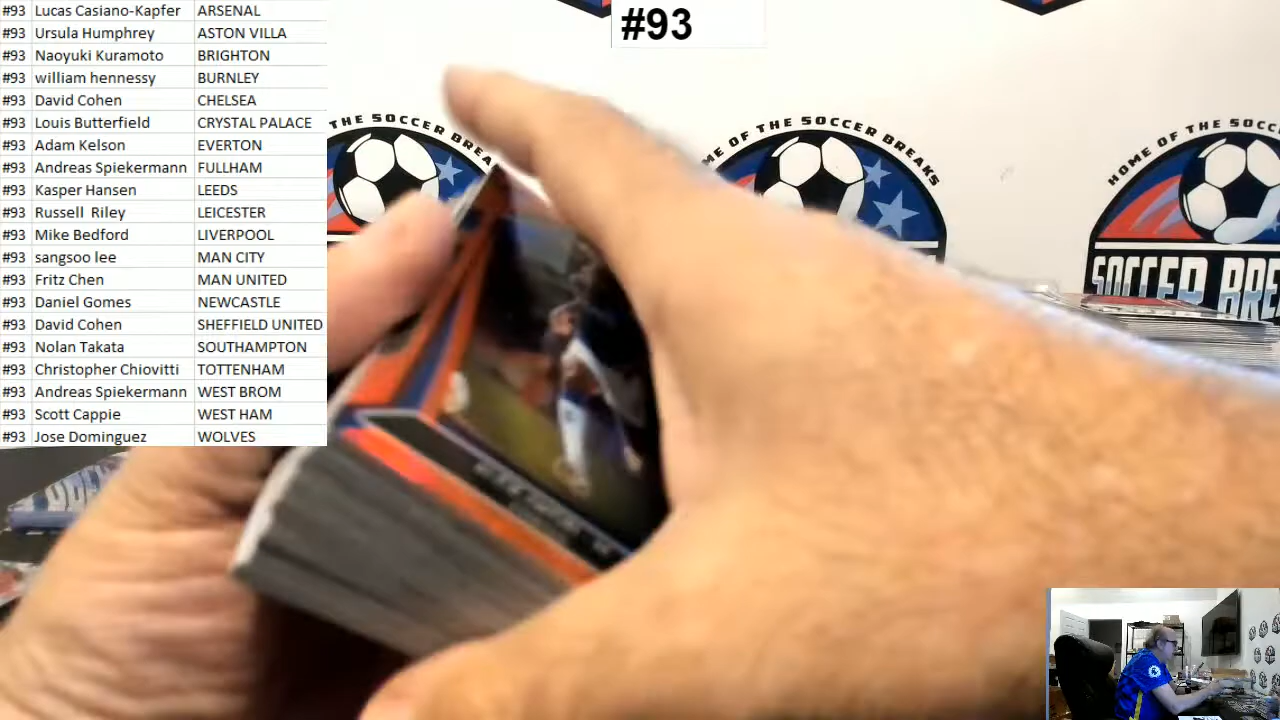 #93 Lucas Casiano-Kapfer ARSENAL
#93 Ursula Humphrey ASTON VILLA
#93 Naoyuki Kuramoto BRIGHTON
#93 william hennessy BURNLEY
#93 David Cohen CHELSEA
#93 Louis Butterfield CRYSTAL PALACE
#93 Adam Kelson EVERTON
#93 Andreas Spiekermann FULLHAM
#93 Kasper Hansen LEEDS
#93 Russell Riley LEICESTER
#93 Mike Bedford LIVERPOOL
#93 sangsoo lee MAN CITY
#93 Fritz Chen MAN UNITED
#93 Daniel Gomes NEWCASTLE
#93 David Cohen SHEFFIELD UNITED
#93 Nolan Takata SOUTHAMPTON
#93 Christopher Chiovitti TOTTENHAM
#93 Andreas Spiekermann WEST BROM
#93 Scott Cappie WEST HAM
#93 Jose Dominguez WOLVES
#93
THE SOCCER BREAKS
OF THE SOCCER BREAKS
HOME OF THE SOCCER
SOCCER BRE